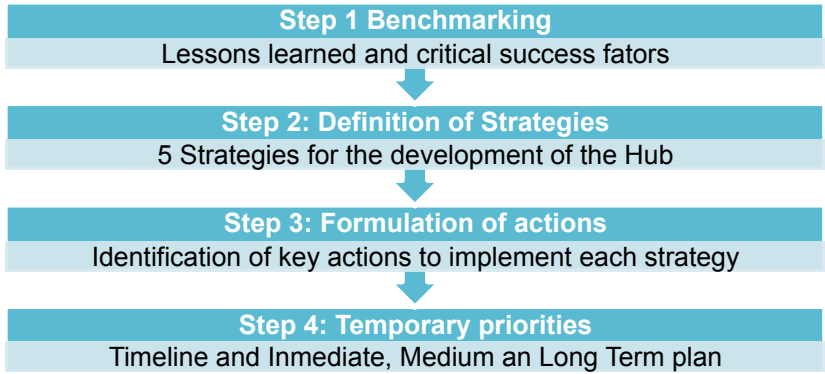 Step 1 Benchmarking
Lessons learned and critical success fators
Step 2: Definition of Strategies
5 Strategies for the development of the Hub
Step 3: Formulation of actions
Identification of key actions to implement each strategy
Step 4: Temporary priorities
Timeline and Inmediate, Medium an Long Term plan